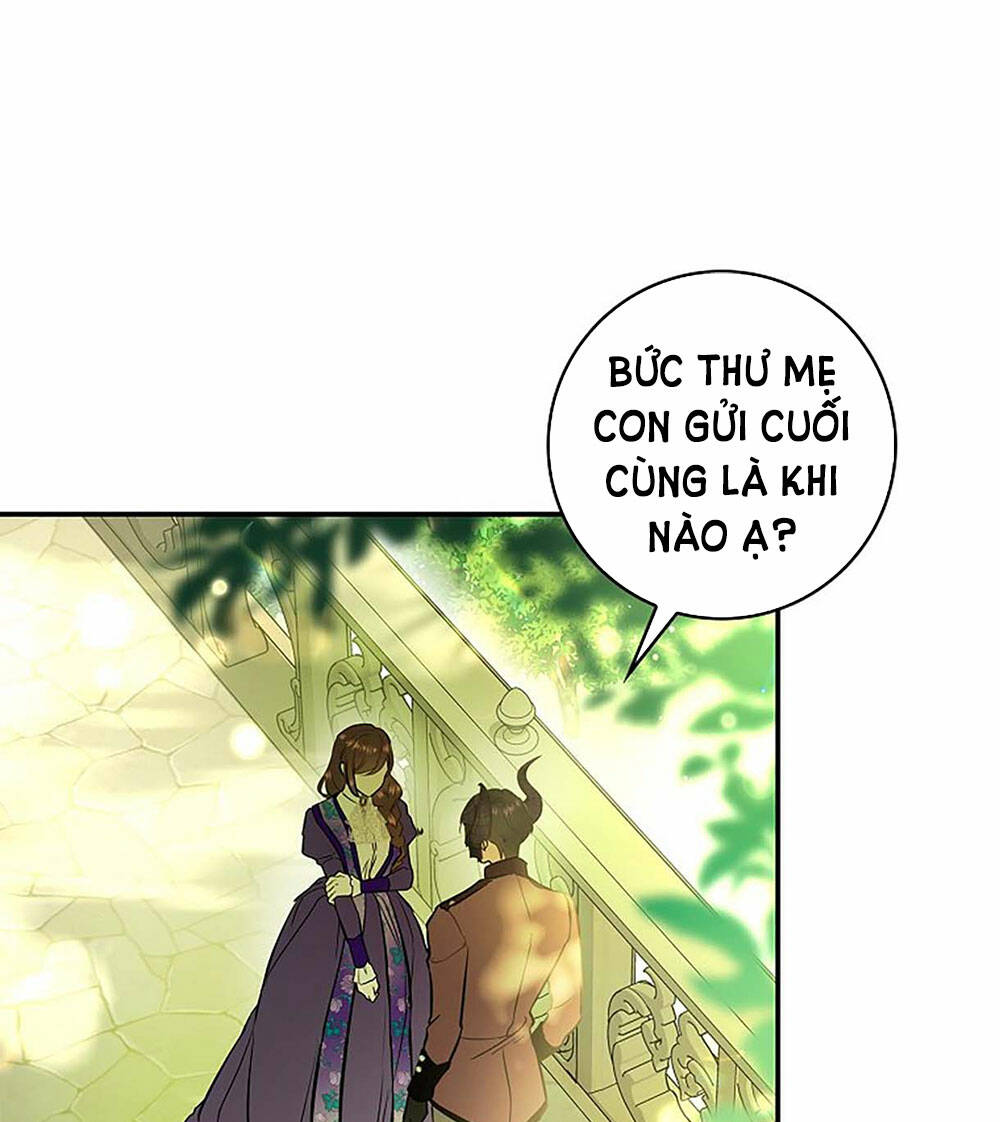 BỨC THƯ MẸ
CON GỬI CUỐI
CÙNG LÀ KHI
NÀO Ạ?